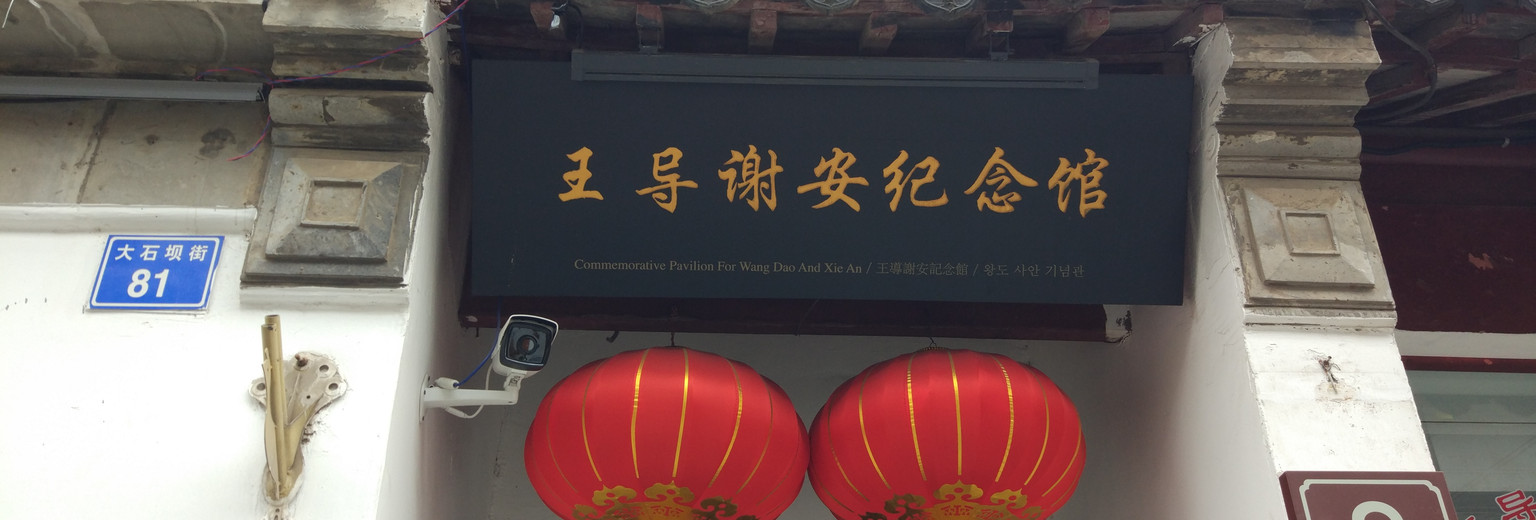 王导谢安纪念馆
Commemorative Pavilion For Wang Dao And Xie An / 王導謝安記念館 / 왕도 사안 기념관
大石坝街
81